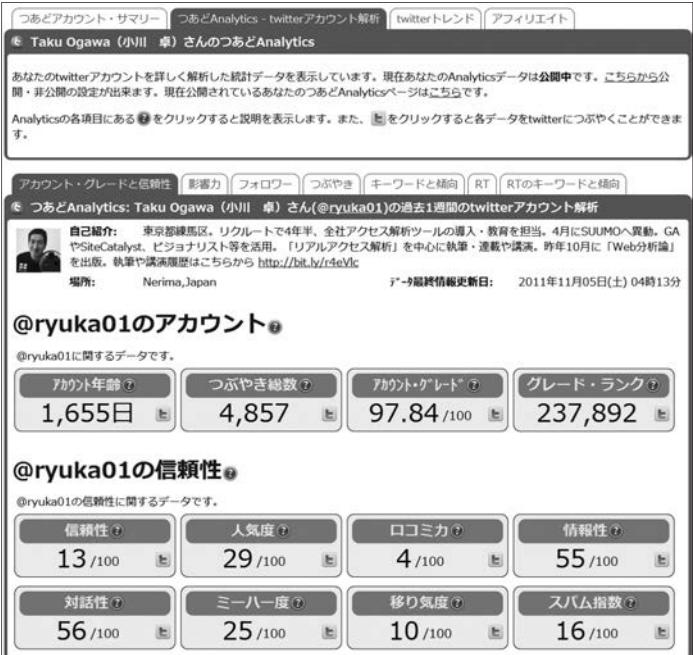 つあどアカウント・サマリー つあどAnalytics - twitterアカウント解析 twitterトレンド アフィリエイト
Taku Ogawa（小川 卓）さんのつあどAnalytics
あなたのtwitterアカウントを詳しく解析した統計データを表示しています。現在あなたのAnalyticsデータは公開中です。こちらから公
開・非公開の設定が出来ます。現在公開されているあなたのつあどAnalyticsページはこちらです。
Analyticsの各項目にある?をクリックすると説明を表示します。また、tをクリックすると各データをtwitterにつぶやくことができま
す。
アカウント・グレードと信頼性 影響力 フォロワー つぶやき キーワードと傾向 RT RTのキーワードと傾向
つあどAnalytics: Taku Ogawa（小川 卓）さん(@ryuka01)の過去1週間のtwitterアカウント解析
自己紹介: 東京都練馬区。リクルートで4年半、全社アクセス解析ツールの導入・教育を担当。4月にSUUMOへ異動。GA
やSiteCatalyst、ビジョナリスト等を活用。「リアルアクセス解析」を中心に執筆・連載や講演。昨年10月に「Web分析論」
を出版。執筆や講演履歴はこちらから http://bit.ly/r4eVlc
場所: Nerima,Japan ﾃﾞｰﾀ最終情報更新日: 2011年11月05日(土) 04時13分
@ryuka01のアカウント?
@ryuka01に関するデータです。
ｱｶｳﾝﾄ年齢? つぶやき総数? ｱｶｳﾝﾄ・ｸﾞﾚｰﾄﾞ? グレード・ランク?
1,655日 t 4,857 t 97.84 /100 t 237,892 t
@ryuka01の信頼性?
@ryuka01の信頼性に関するデータです。
信頼性? 人気度? 口コミ力? 情報性?
13 /100 t 29 /100 t 4 /100 t 55 /100 t
対話性? ミーハー度? 移り気度? スパム指数?
56 /100 t 25 /100 t 10 /100 t 16 /100 t